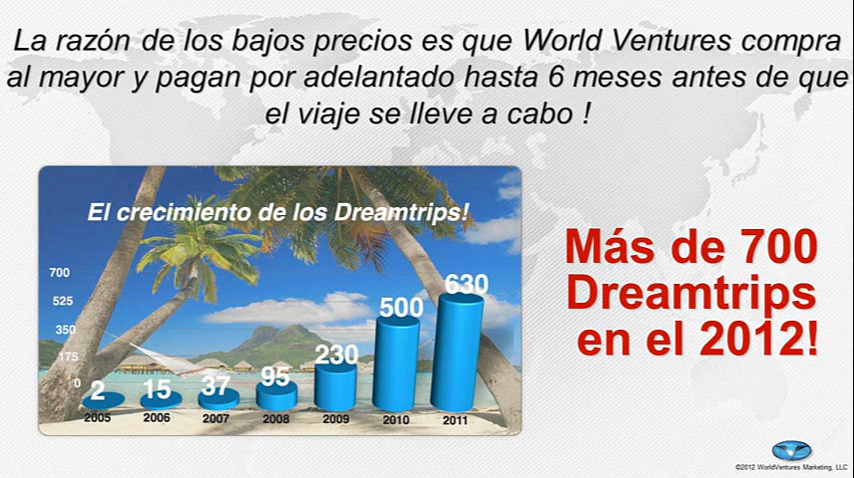 La razón de los bajos precios es que World Ventures compra
al mayor y pagan por adelantado hasta 6 meses antes de que
el viaje se lleve a cabo !
El crecimiento de los Dreamtrips!
700
525
350
175
0
2
15
37
95
230
500
630
2005
2006
2007
2008
2009
2010
2011
Más de 700
Dreamtrips
en el 2012!
©2012 WorldVentures Marketing, LLC